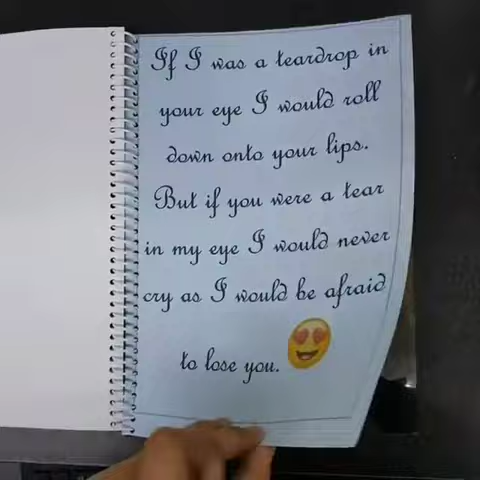 If I was a teardrop in
your eye I would roll
down onto your lips.
But if you were a tear
in my eye I would never
cry as I would be afraid
to lose you.